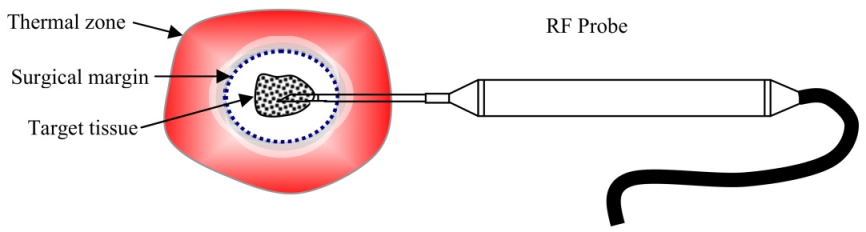 Thermal zone
RF Probe
Surgical margin
Target tissue